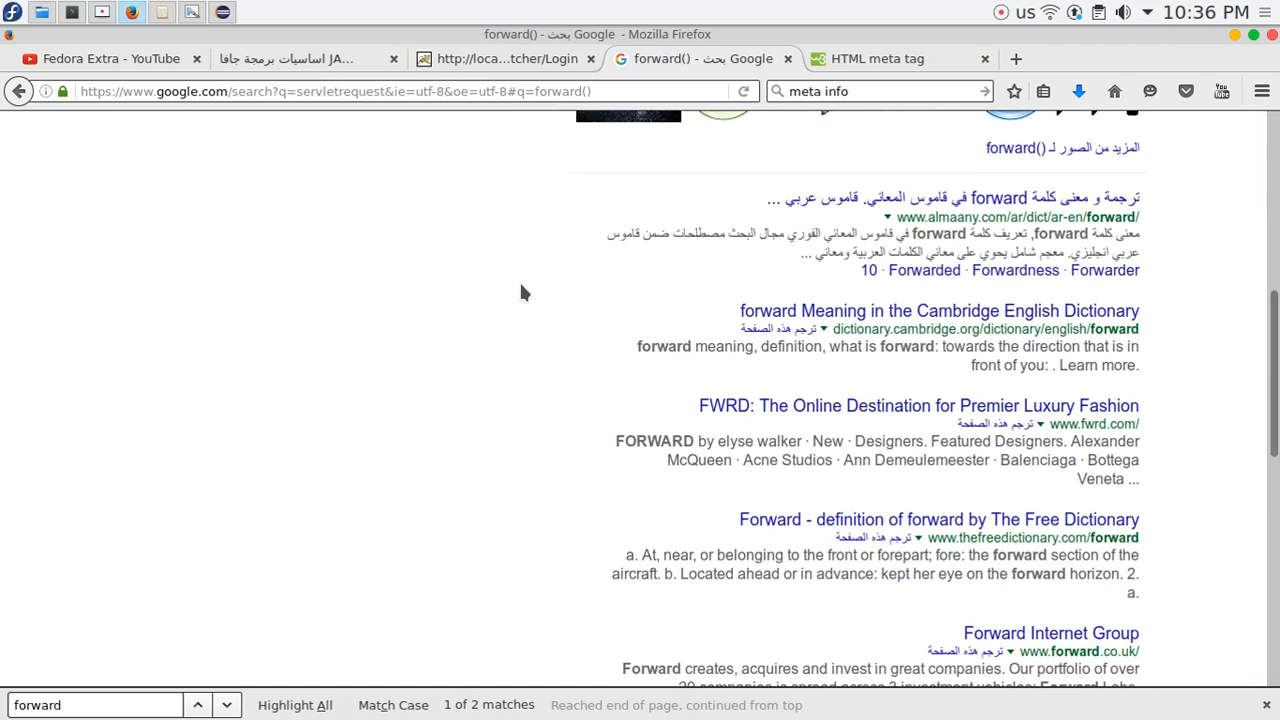 us
10:36 PM
forward() - بحث Google - Mozilla Firefox
Fedora Extra - YouTube
اساسيات برمجة جافا JA...
http://loca...tcher/Login
forward() - بحث Google
HTML meta tag
https://www.google.com/search?q=servletrequest&ie=utf-8&oe=utf-8#q=forward()
meta info
المزيد من الصور لـ forward()
ترجمة و معنى كلمة forward في قاموس المعاني. قاموس عربي ...
www.almaany.com/ar/dict/ar-en/forward/
معنى كلمة forward, تعريف كلمة forward في قاموس المعاني الفوري مجال البحث مصطلحات ضمن قاموس
عربي انجليزي. معجم شامل يحوي على معاني الكلمات العربية ومعاني ...
10 · Forwarded · Forwardness · Forwarder
forward Meaning in the Cambridge English Dictionary
dictionary.cambridge.org/dictionary/english/forward ترجم هذه الصفحة
forward meaning, definition, what is forward: towards the direction that is in
front of you: . Learn more.
FWRD: The Online Destination for Premier Luxury Fashion
www.fwrd.com/ ترجم هذه الصفحة
FORWARD by elyse walker · New · Designers. Featured Designers. Alexander
McQueen · Acne Studios · Ann Demeulemeester · Balenciaga · Bottega
Veneta ...
Forward - definition of forward by The Free Dictionary
www.thefreedictionary.com/forward ترجم هذه الصفحة
a. At, near, or belonging to the front or forepart; fore: the forward section of the
aircraft. b. Located ahead or in advance: kept her eye on the forward horizon. 2.
a.
Forward Internet Group
www.forward.co.uk/ ترجم هذه الصفحة
Forward creates, acquires and invest in great companies. Our portfolio of over
20 companies is spread across 3 investment vehicles: Forward Labs,
forward
Highlight All
Match Case
1 of 2 matches
Reached end of page, continued from top